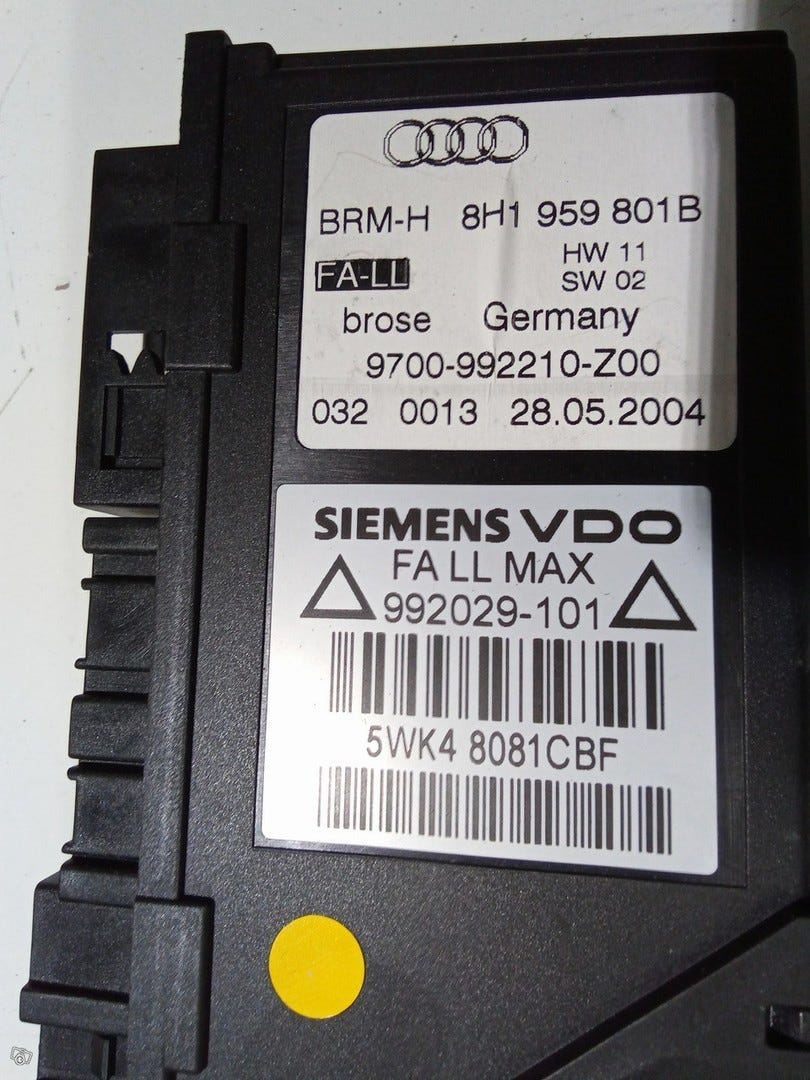 BRM-H 8H1 959 801B
FA-LL HW 11
SW 02
brose Germany
9700-992210-Z00
032 0013 28.05.2004
SIEMENS VDO
FA LL MAX
992029-101
5WK4 8081CBF